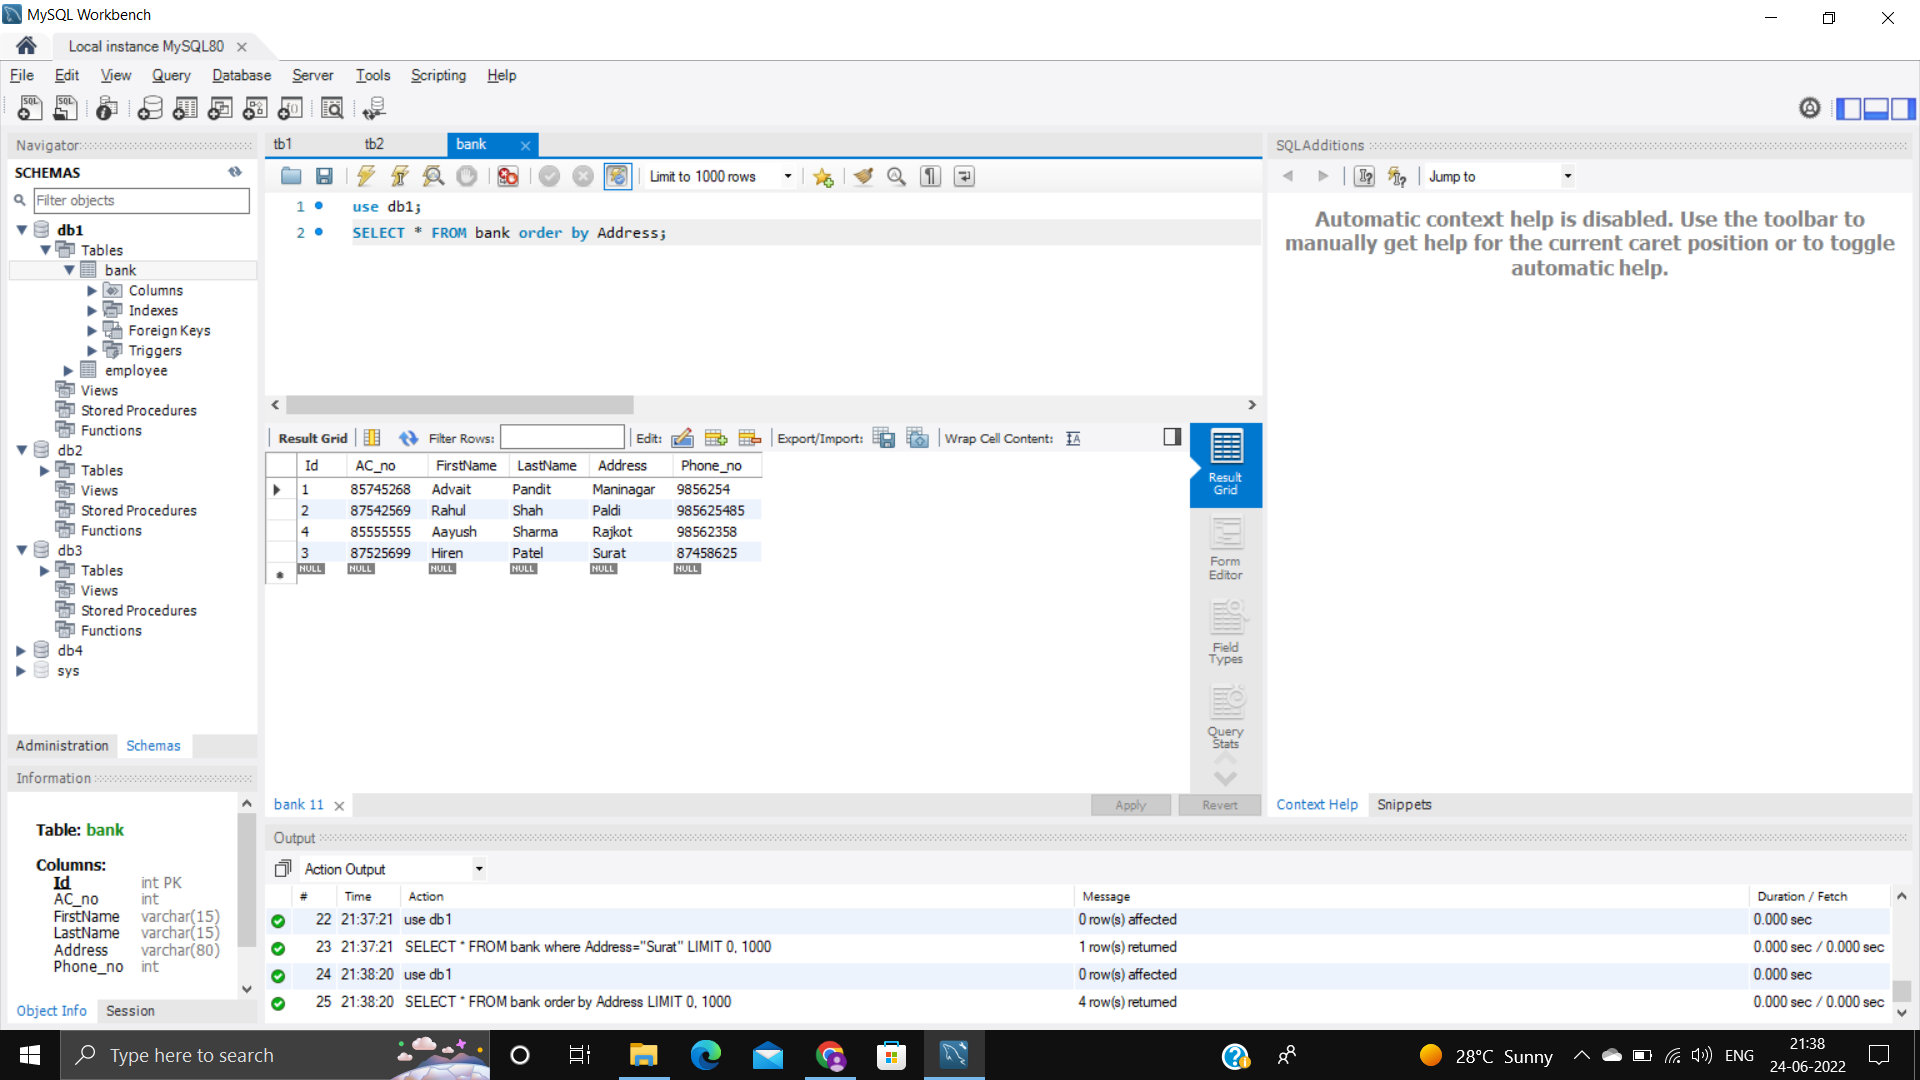 MySQL Workbench
Local instance MySQL80
File Edit View Query Database Server Tools Scripting Help
Navigator
SCHEMAS
Filter objects
db1
Tables
bank
Columns
Indexes
Foreign Keys
Triggers
employee
Views
Stored Procedures
Functions
db2
Tables
Views
Stored Procedures
Functions
db3
Tables
Views
Stored Procedures
Functions
db4
sys
Administration Schemas
Information
Table: bank
Columns:
Id int PK
AC_no int
FirstName varchar(15)
LastName varchar(15)
Address varchar(80)
Phone_no int
Object Info Session
tb1 tb2 bank
Limit to 1000 rows
1 use db1;
2 SELECT * FROM bank order by Address;
Result Grid Filter Rows: Edit: Export/Import: Wrap Cell Content:
Id AC_no FirstName LastName Address Phone_no
1 85745268 Advait Pandit Maninagar 9856254
2 87542569 Rahul Shah Paldi 985625485
4 85555555 Aayush Sharma Rajkot 98562358
3 87525699 Hiren Patel Surat 87458625
NULL NULL NULL NULL NULL NULL
Result Grid
Form Editor
Field Types
Query Stats
bank 11
Apply Revert
SQLAdditions
Jump to
Automatic context help is disabled. Use the toolbar to
manually get help for the current caret position or to toggle
automatic help.
Context Help Snippets
Output
Action Output
# Time Action Message Duration / Fetch
22 21:37:21 use db1 0 row(s) affected 0.000 sec
23 21:37:21 SELECT * FROM bank where Address="Surat" LIMIT 0, 1000 1 row(s) returned 0.000 sec / 0.000 sec
24 21:38:20 use db1 0 row(s) affected 0.000 sec
25 21:38:20 SELECT * FROM bank order by Address LIMIT 0, 1000 4 row(s) returned 0.000 sec / 0.000 sec
Type here to search
28°C Sunny
ENG
21:38
24-06-2022